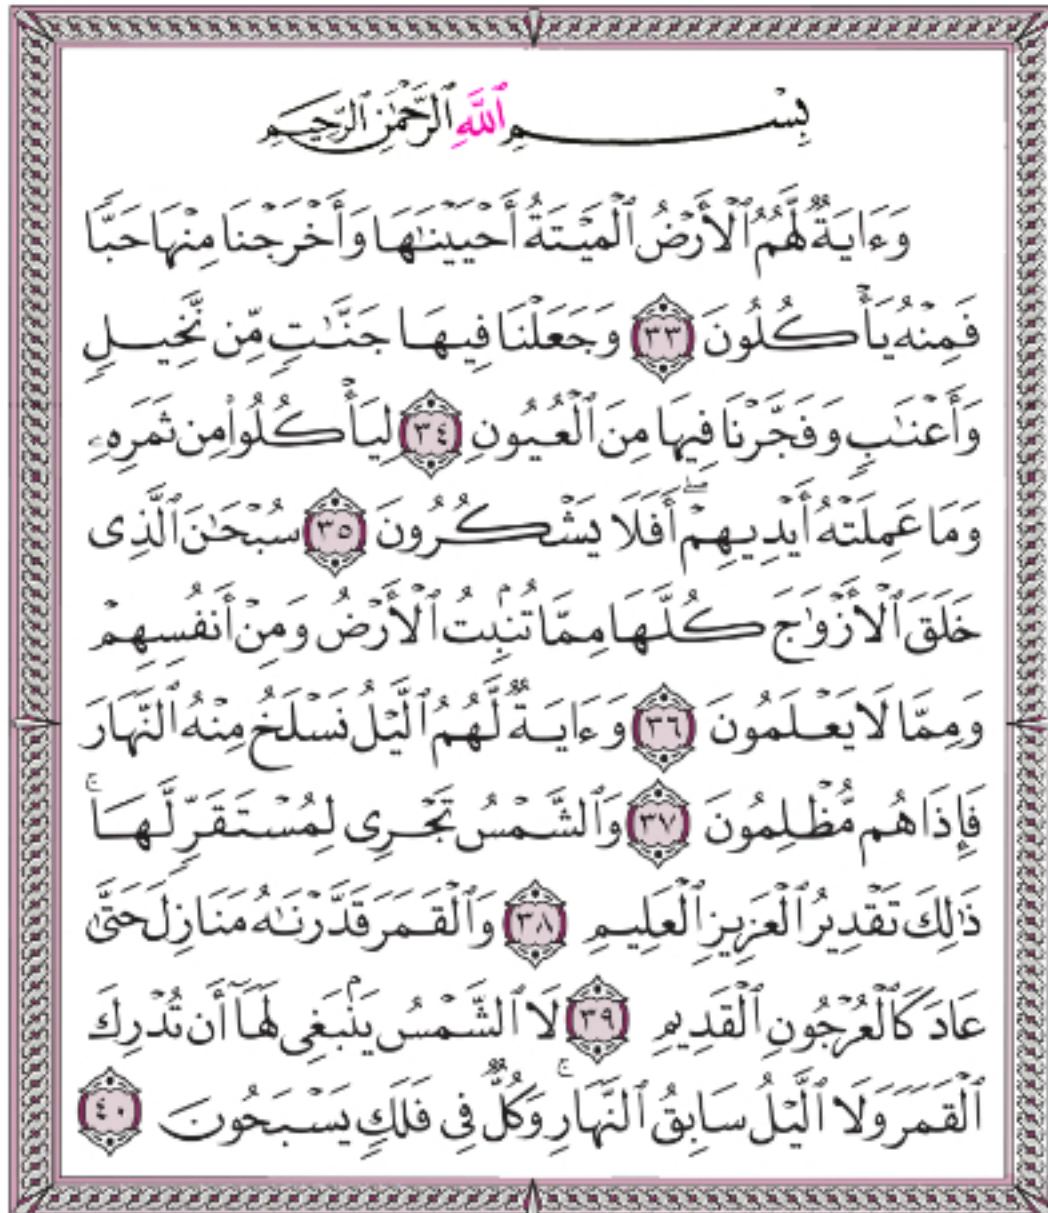 بِسْمِ ٱللَّهِ ٱلرَّحْمَٰنِ ٱلرَّحِيمِ
وَءَايَةٌ لَّهُمُ ٱلْأَرْضُ ٱلْمَيْتَةُ أَحْيَيْنَٰهَا وَأَخْرَجْنَا مِنْهَا حَبًّا
فَمِنْهُ يَأْكُلُونَ ٣٣ وَجَعَلْنَا فِيهَا جَنَّٰتٍ مِّن نَّخِيلٍ
وَأَعْنَٰبٍ وَفَجَّرْنَا فِيهَا مِنَ ٱلْعُيُونِ ٣٤ لِيَأْكُلُوا۟ مِن ثَمَرِهِۦ
وَمَا عَمِلَتْهُ أَيْدِيهِمْ ۖ أَفَلَا يَشْكُرُونَ ٣٥ سُبْحَٰنَ ٱلَّذِى
خَلَقَ ٱلْأَزْوَٰجَ كُلَّهَا مِمَّا تُنۢبِتُ ٱلْأَرْضُ وَمِنْ أَنفُسِهِمْ
وَمِمَّا لَا يَعْلَمُونَ ٣٦ وَءَايَةٌ لَّهُمُ ٱلَّيْلُ نَسْلَخُ مِنْهُ ٱلنَّهَارَ
فَإِذَا هُم مُّظْلِمُونَ ٣٧ وَٱلشَّمْسُ تَجْرِى لِمُسْتَقَرٍّ لَّهَا ۚ
ذَٰلِكَ تَقْدِيرُ ٱلْعَزِيزِ ٱلْعَلِيمِ ٣٨ وَٱلْقَمَرَ قَدَّرْنَٰهُ مَنَازِلَ حَتَّىٰ
عَادَ كَٱلْعُرْجُونِ ٱلْقَدِيمِ ٣٩ لَا ٱلشَّمْسُ يَنۢبَغِى لَهَآ أَن تُدْرِكَ
ٱلْقَمَرَ وَلَا ٱلَّيْلُ سَابِقُ ٱلنَّهَارِ ۚ وَكُلٌّ فِى فَلَكٍ يَسْبَحُونَ ٤٠